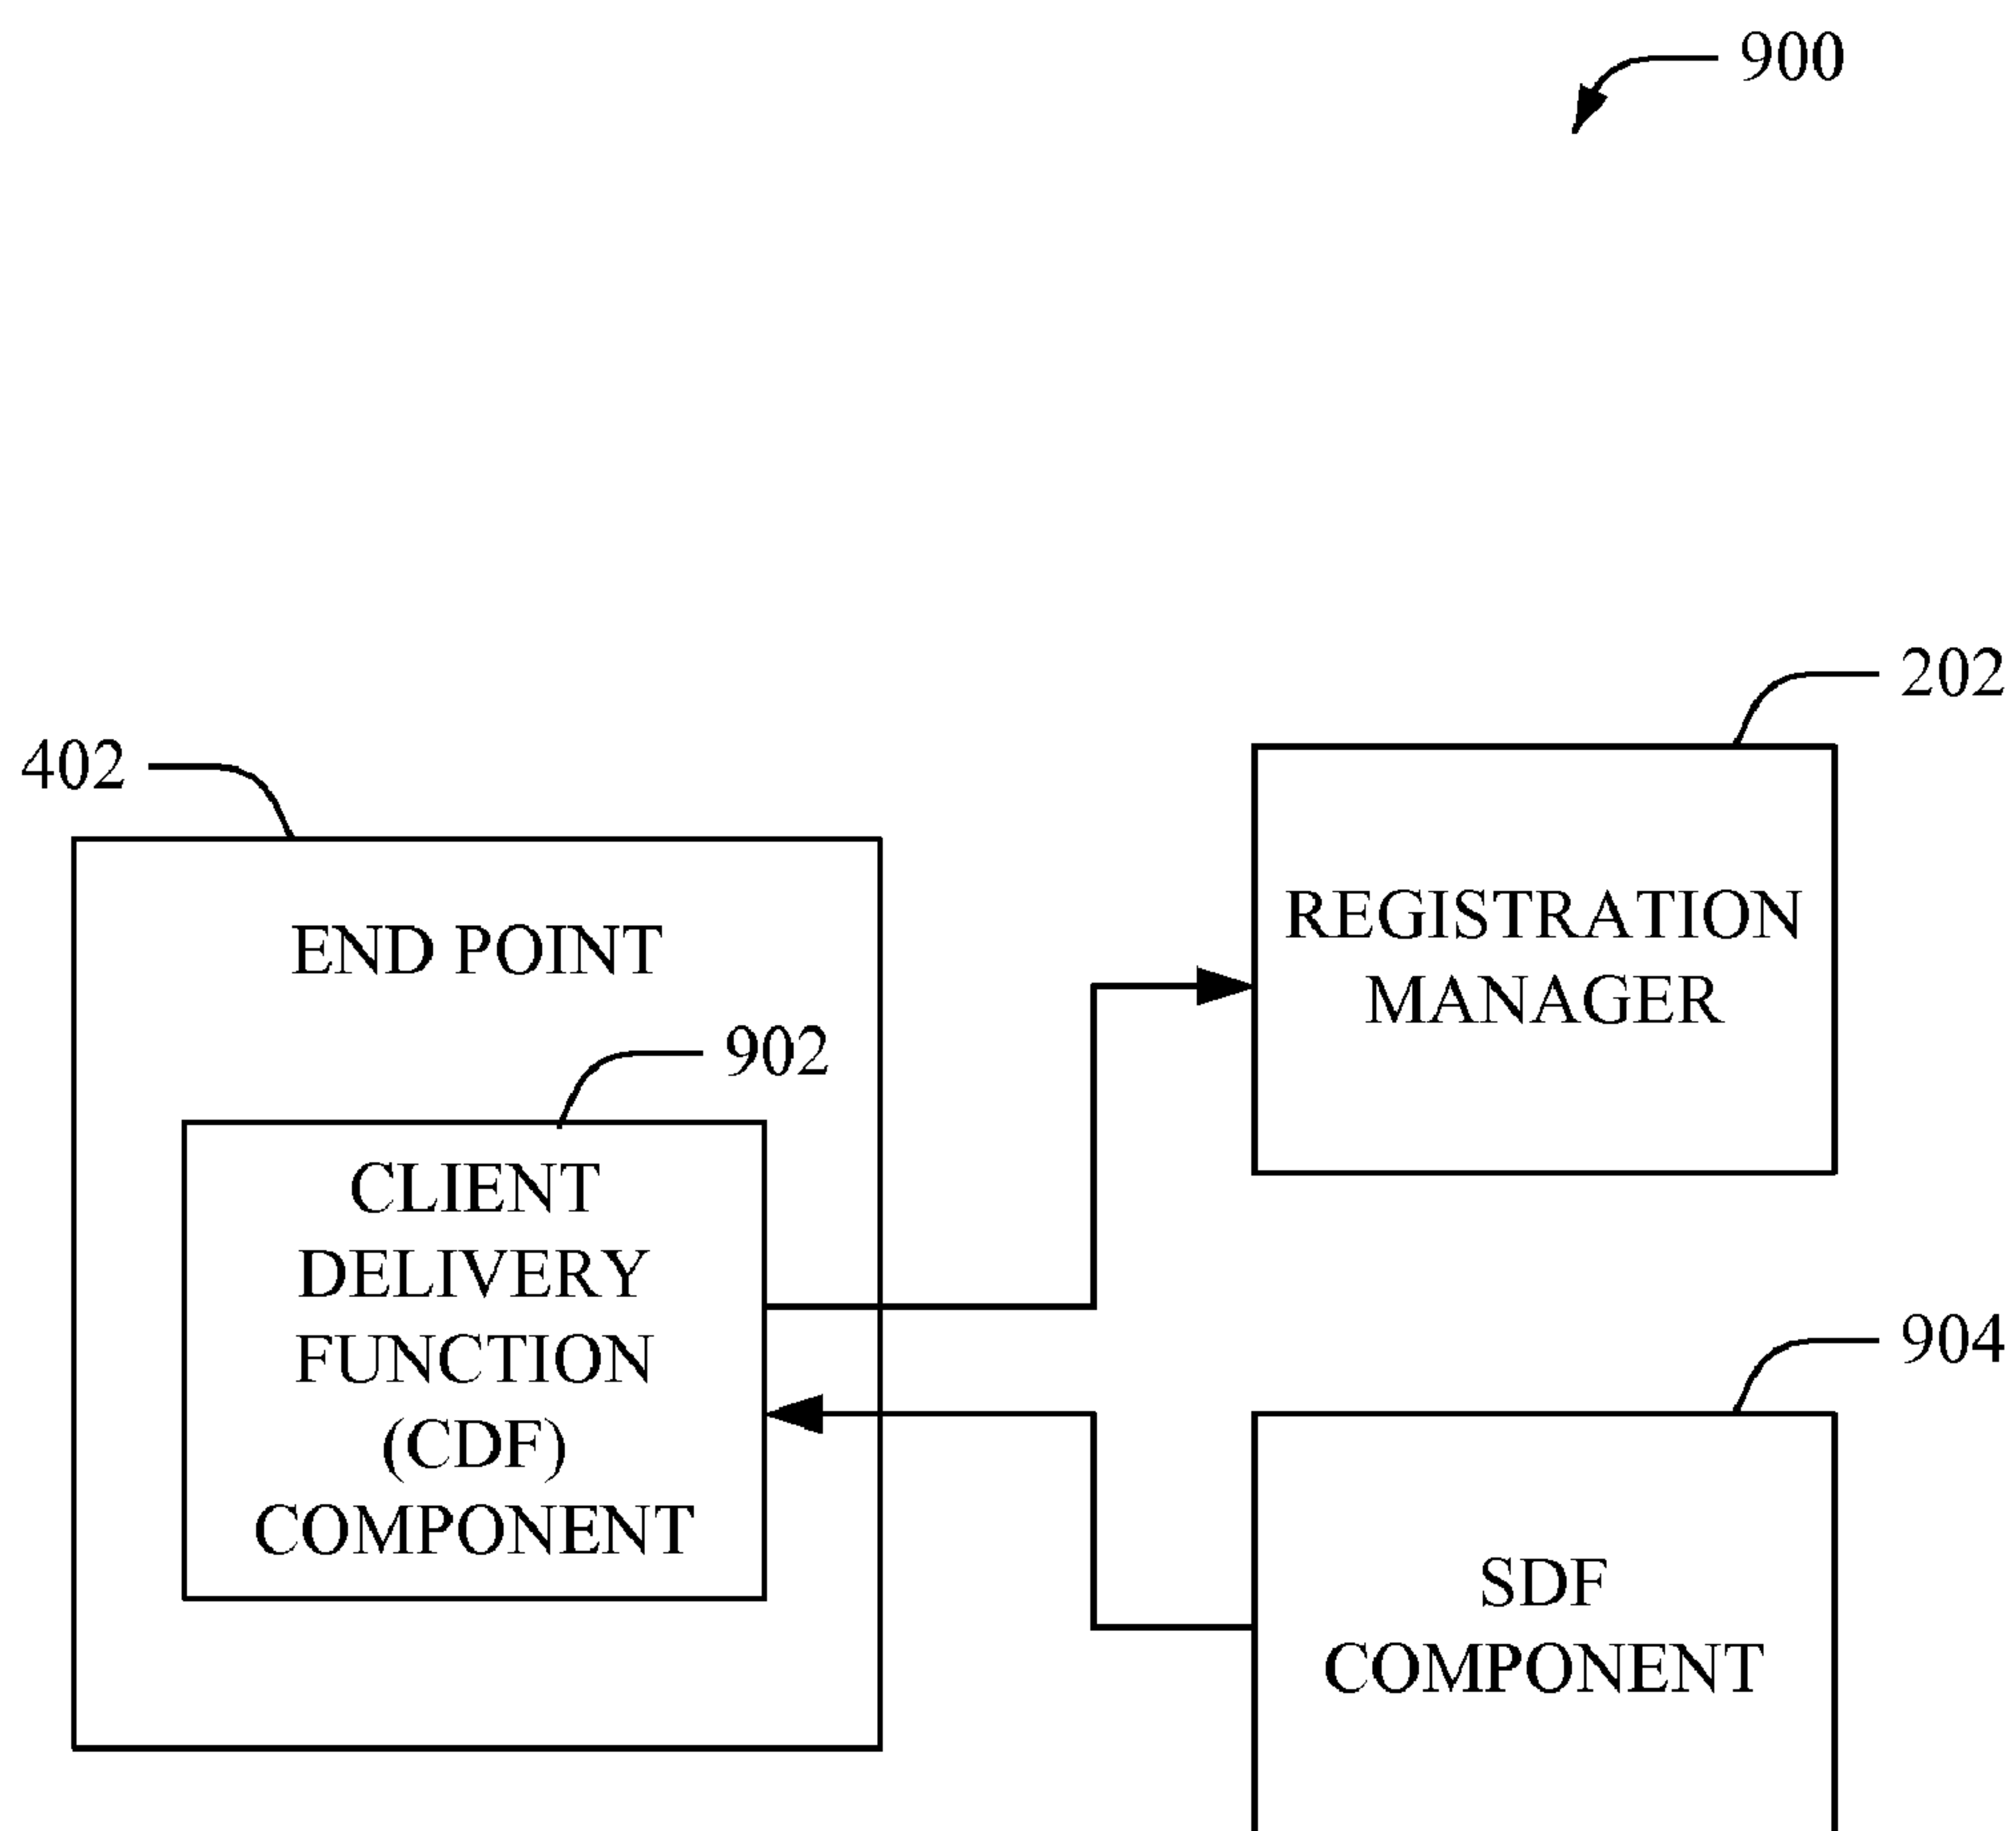 900
202
402
END POINT
REGISTRATION
MANAGER
902
CLIENT
DELIVERY
FUNCTION
(CDF)
COMPONENT
904
SDF
COMPONENT